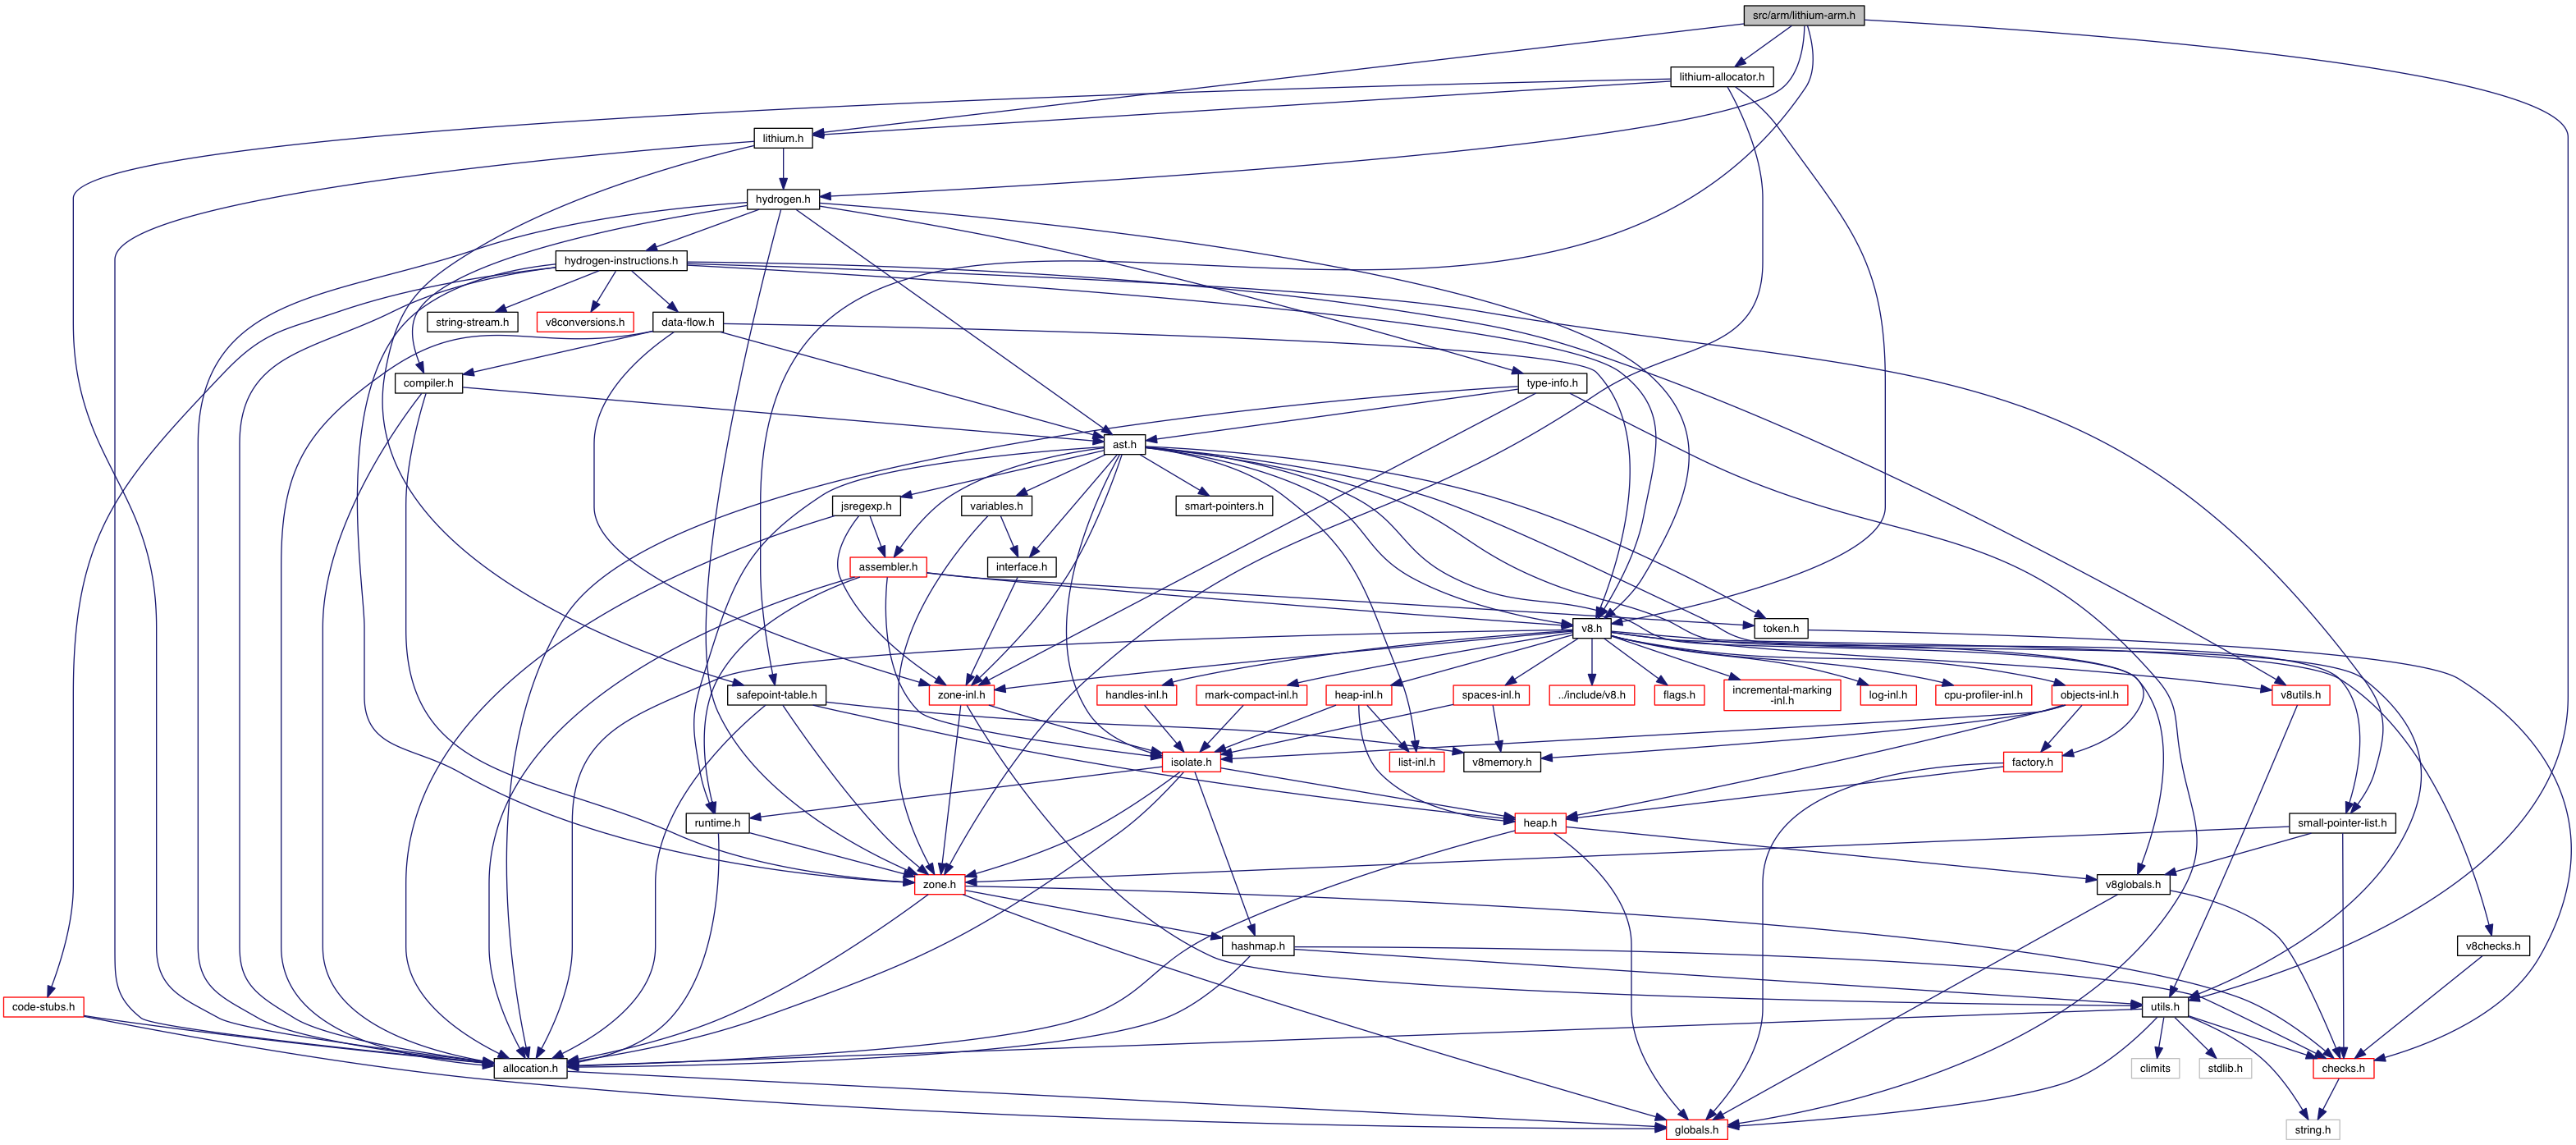 src/arm/lithium-arm.h
lithium-allocator.h
lithium.h
hydrogen.h
hydrogen-instructions.h
string-stream.h
v8conversions.h
data-flow.h
compiler.h
type-info.h
ast.h
jsregexp.h
variables.h
smart-pointers.h
assembler.h
interface.h
v8.h
token.h
safepoint-table.h
zone-inl.h
handles-inl.h
mark-compact-inl.h
heap-inl.h
spaces-inl.h
../include/v8.h
flags.h
incremental-marking
-inl.h
log-inl.h
cpu-profiler-inl.h
objects-inl.h
v8utils.h
isolate.h
list-inl.h
v8memory.h
factory.h
runtime.h
heap.h
small-pointer-list.h
zone.h
v8globals.h
hashmap.h
v8checks.h
code-stubs.h
utils.h
allocation.h
climits
stdlib.h
checks.h
globals.h
string.h